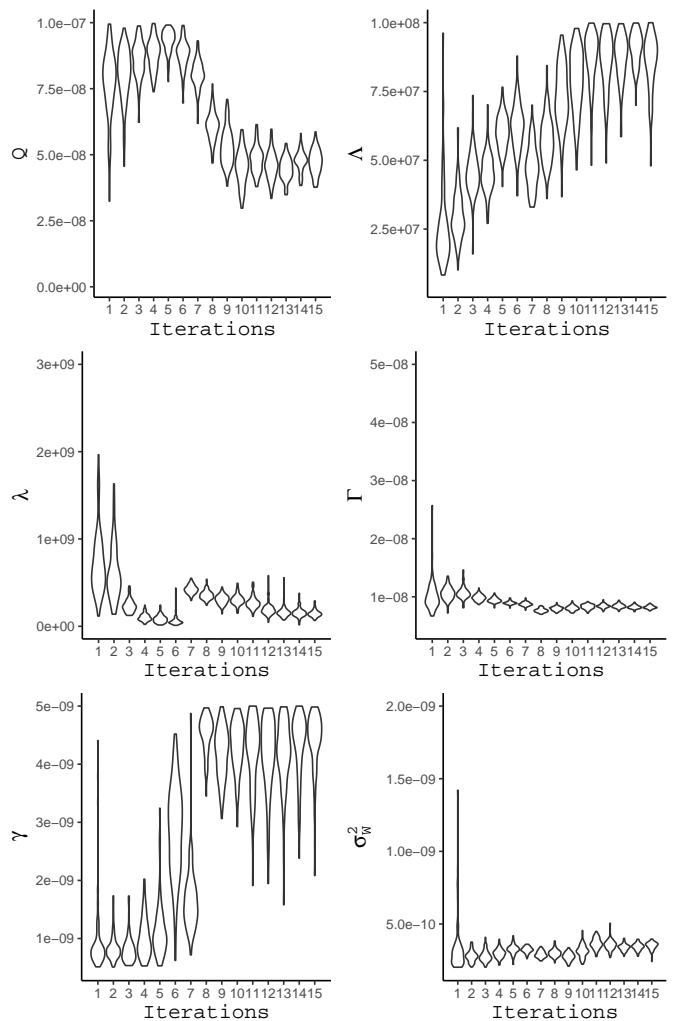 1.0e−07
7.5e−08
5.0e−08
2.5e−08
0.0e+00
Q
1 2 3 4 5 6 7 8 9 10 11 12 13 14 15
Iterations
1.0e+08
7.5e+07
5.0e+07
2.5e+07
Λ
1 2 3 4 5 6 7 8 9 10 11 12 13 14 15
Iterations
3e+09
2e+09
1e+09
0e+00
λ
1 2 3 4 5 6 7 8 9 10 11 12 13 14 15
Iterations
5e−08
4e−08
3e−08
2e−08
1e−08
Γ
1 2 3 4 5 6 7 8 9 10 11 12 13 14 15
Iterations
5e−09
4e−09
3e−09
2e−09
1e−09
γ
1 2 3 4 5 6 7 8 9 10 11 12 13 14 15
Iterations
2.0e−09
1.5e−09
1.0e−09
5.0e−10
σ²_W
1 2 3 4 5 6 7 8 9 10 11 12 13 14 15
Iterations